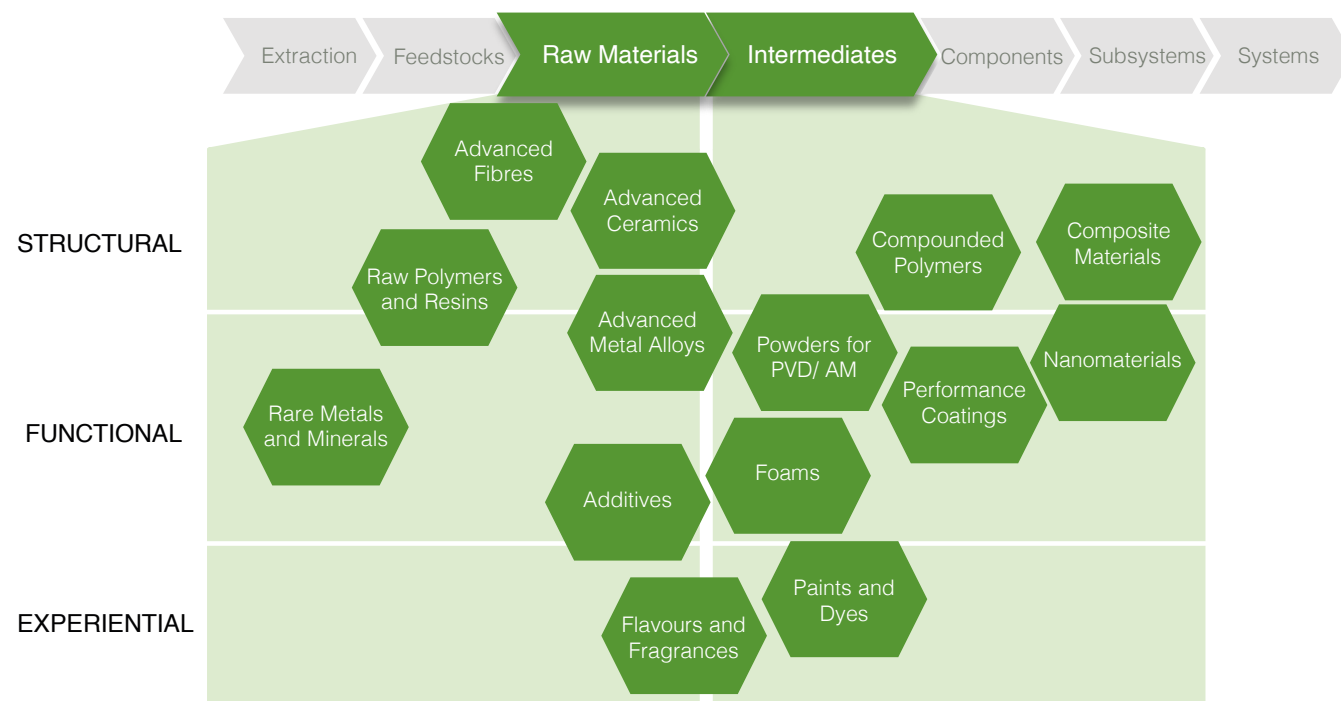 Extraction
Feedstocks
Raw Materials
Intermediates
Components
Subsystems
Systems
STRUCTURAL
Advanced
Fibres
Advanced
Ceramics
Raw Polymers
and Resins
Compounded
Polymers
Composite
Materials
FUNCTIONAL
Advanced
Metal Alloys
Powders for
PVD/ AM
Performance
Coatings
Nanomaterials
Rare Metals
and Minerals
Additives
Foams
EXPERIENTIAL
Flavours and
Fragrances
Paints and
Dyes